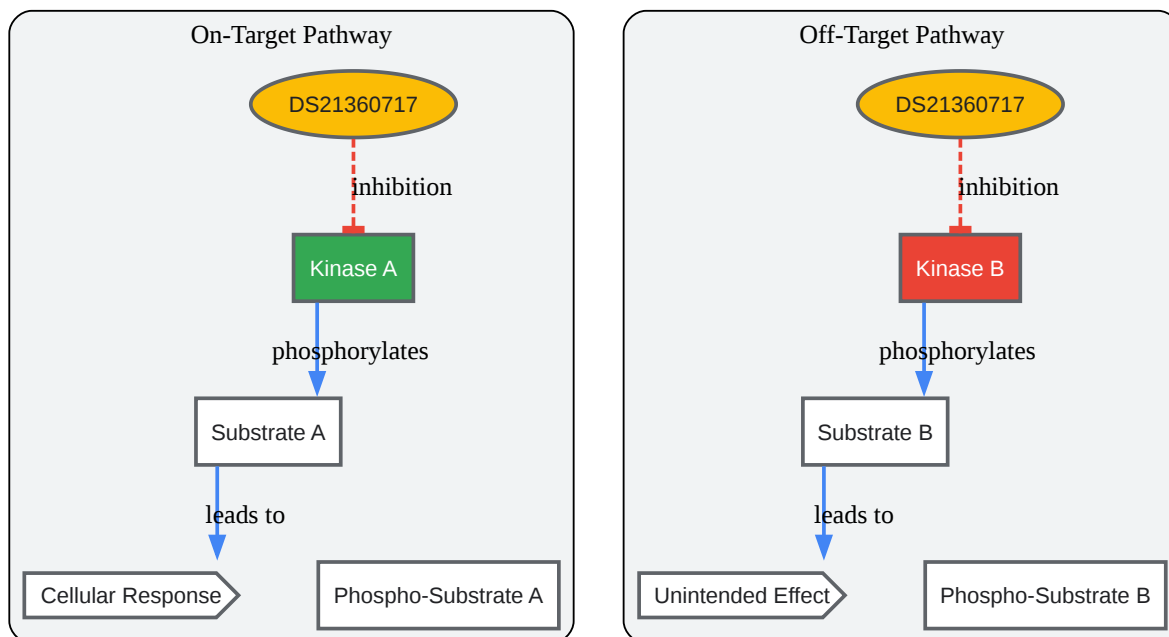 On-Target Pathway
DS21360717
inhibition
Kinase A
phosphorylates
Substrate A
leads to
Cellular Response
Phospho-Substrate A
Off-Target Pathway
DS21360717
inhibition
Kinase B
phosphorylates
Substrate B
leads to
Unintended Effect
Phospho-Substrate B